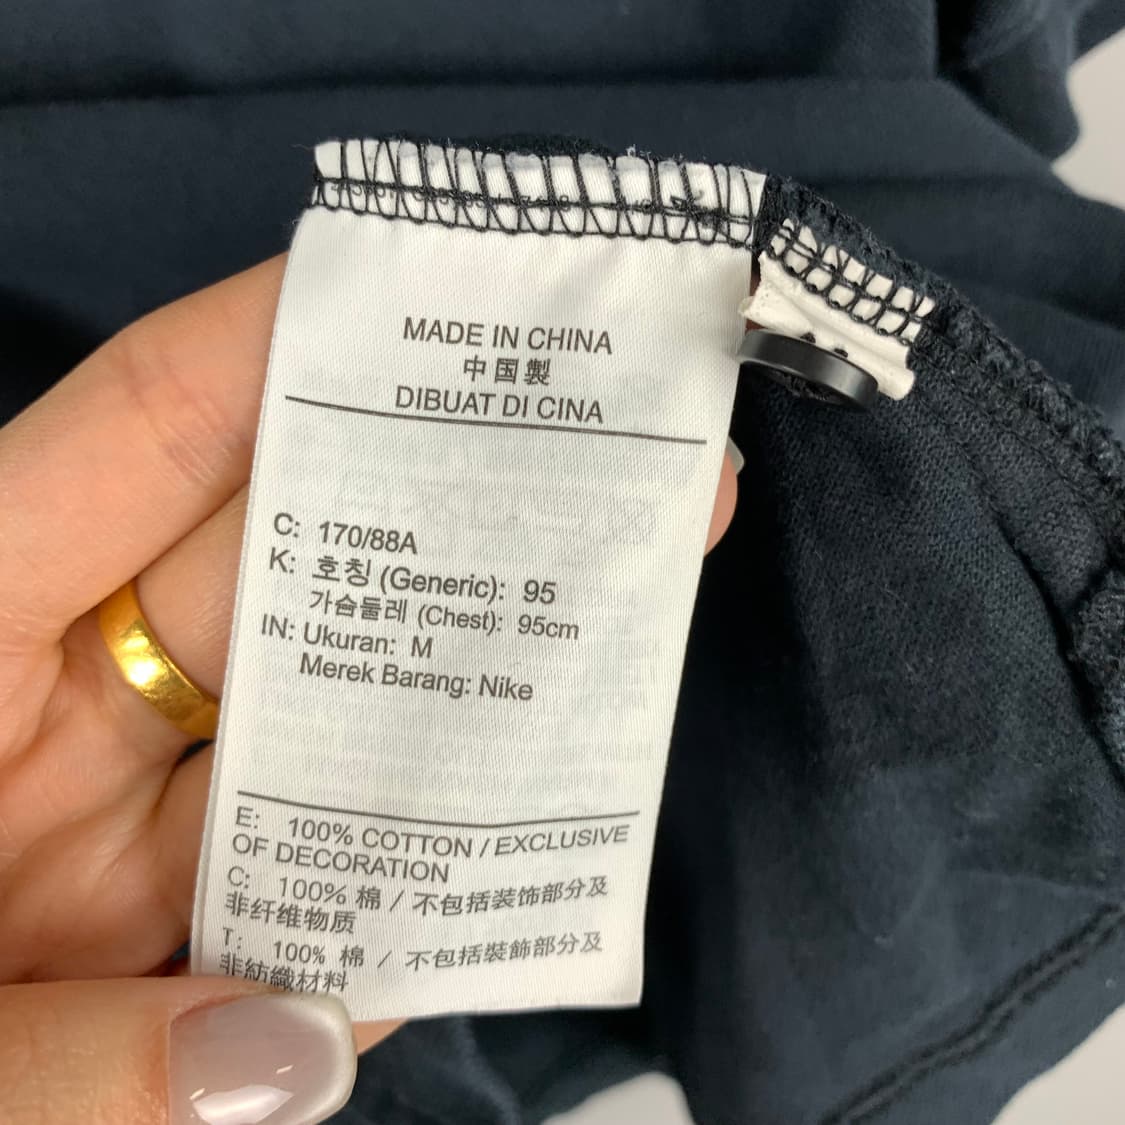 MADE IN CHINA
中国製
DIBUAT DI CINA
C: 170/88A
K: 호칭 (Generic): 95
가슴둘레 (Chest): 95cm
IN: Ukuran: M
Merek Barang: Nike
E: 100% COTTON / EXCLUSIVE
OF DECORATION
C: 100% 棉 / 不包括装饰部分及
非纤维物质
T: 100% 棉 / 不包括裝飾部分及
非紡織材料